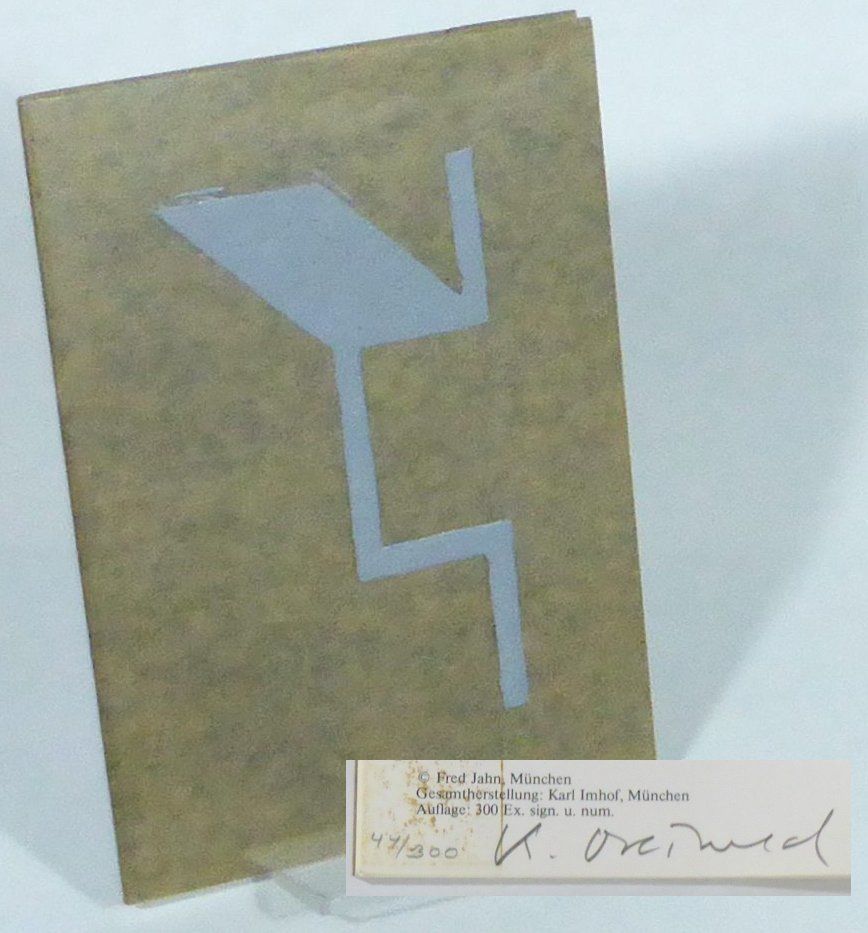 © Fred Jahn, München
Gesamtherstellung: Karl Imhof, München
Auflage: 300 Ex. sign. u. num.
47/300 K.